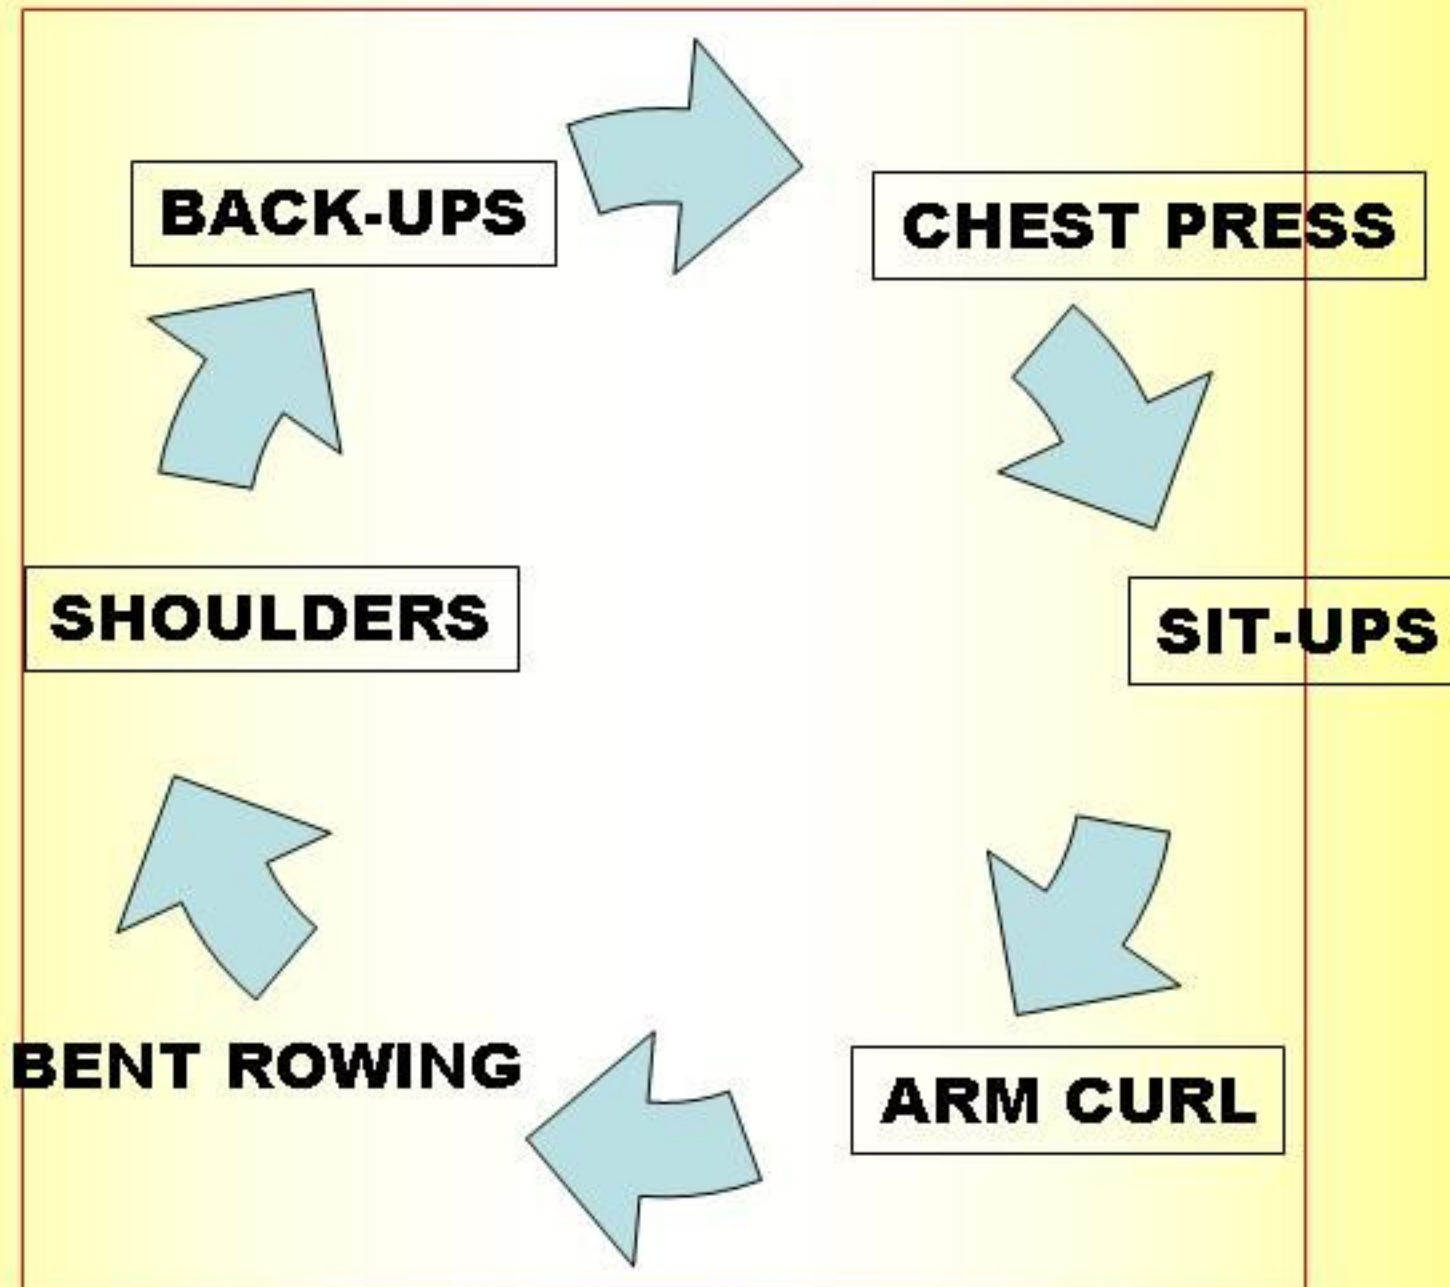 BACK-UPS
CHEST PRESS
SHOULDERS
SIT-UPS
BENT ROWING
ARM CURL